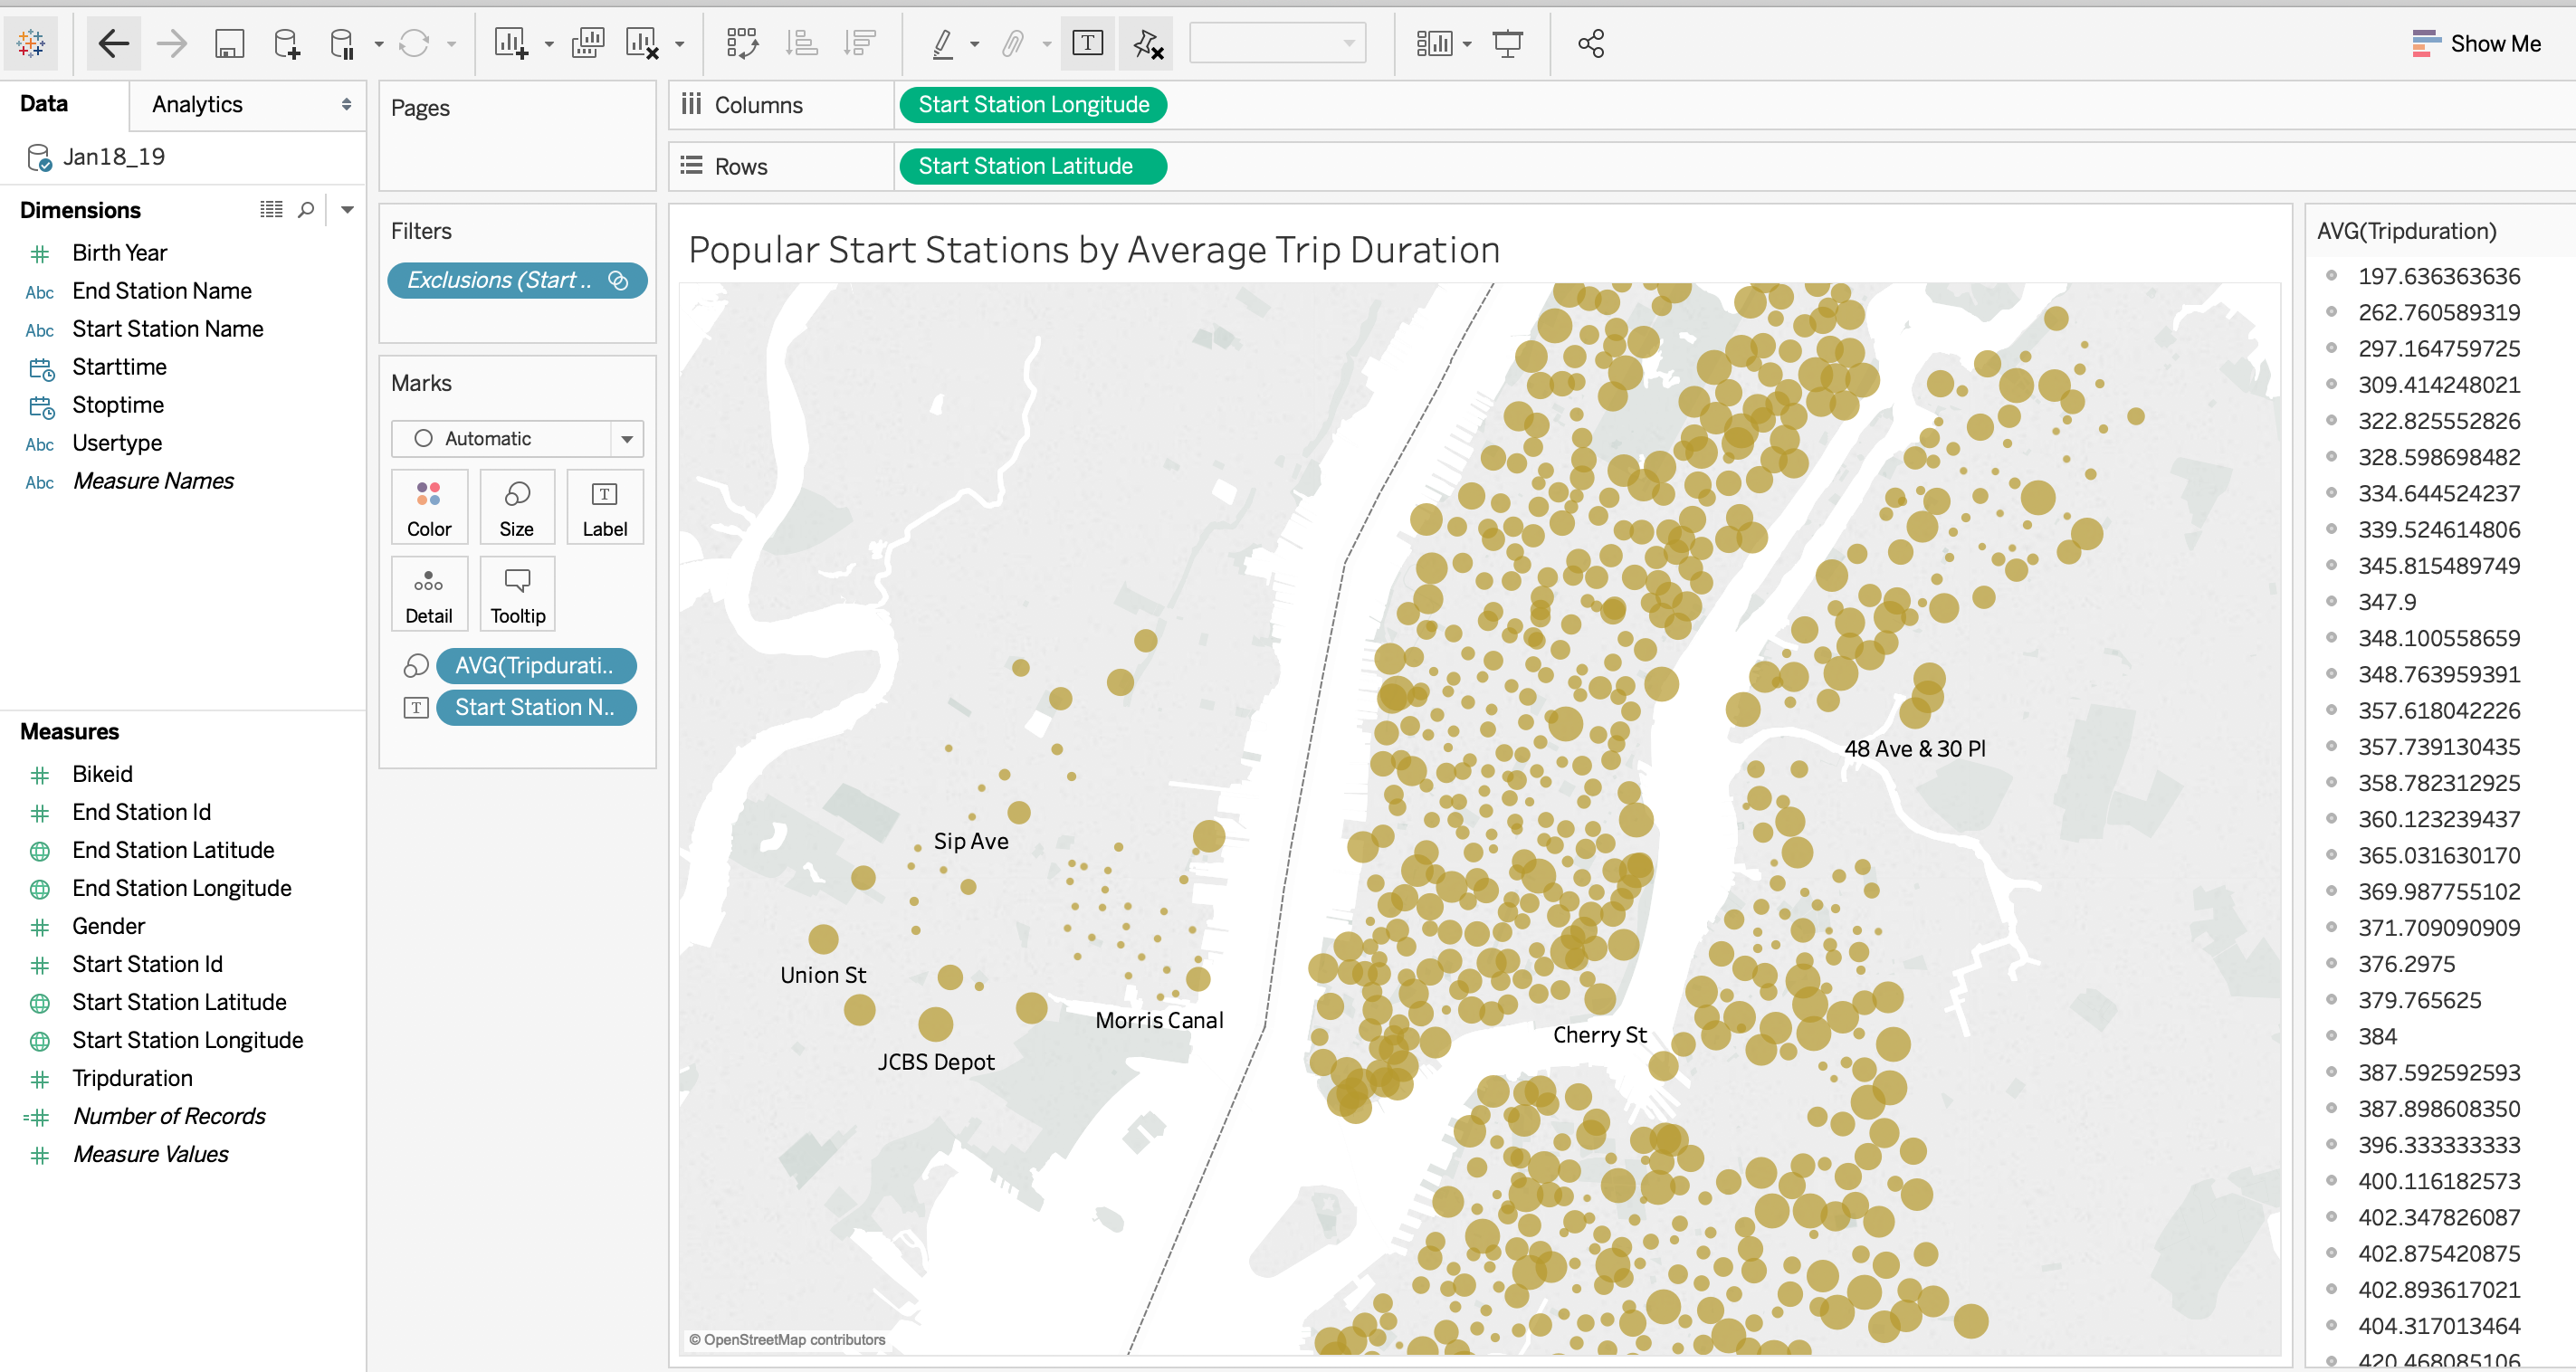 Show Me
Data
Analytics
Jan18_19
Dimensions
Birth Year
Abc End Station Name
Abc Start Station Name
Starttime
Stoptime
Abc Usertype
Abc Measure Names
Measures
Bikeid
End Station Id
End Station Latitude
End Station Longitude
Gender
Start Station Id
Start Station Latitude
Start Station Longitude
Tripduration
Number of Records
Measure Values
Pages
Filters
Exclusions (Start ..
Marks
Automatic
Color
Size
Label
Detail
Tooltip
AVG(Tripdurati..
Start Station N..
Columns
Start Station Longitude
Rows
Start Station Latitude
Popular Start Stations by Average Trip Duration
48 Ave & 30 Pl
Sip Ave
Union St
Morris Canal
Cherry St
JCBS Depot
© OpenStreetMap contributors
AVG(Tripduration)
197.636363636
262.760589319
297.164759725
309.414248021
322.825552826
328.598698482
334.644524237
339.524614806
345.815489749
347.9
348.100558659
348.763959391
357.618042226
357.739130435
358.782312925
360.123239437
365.031630170
369.987755102
371.709090909
376.2975
379.765625
384
387.592592593
387.898608350
396.333333333
400.116182573
402.347826087
402.875420875
402.893617021
404.317013464
420.468085106